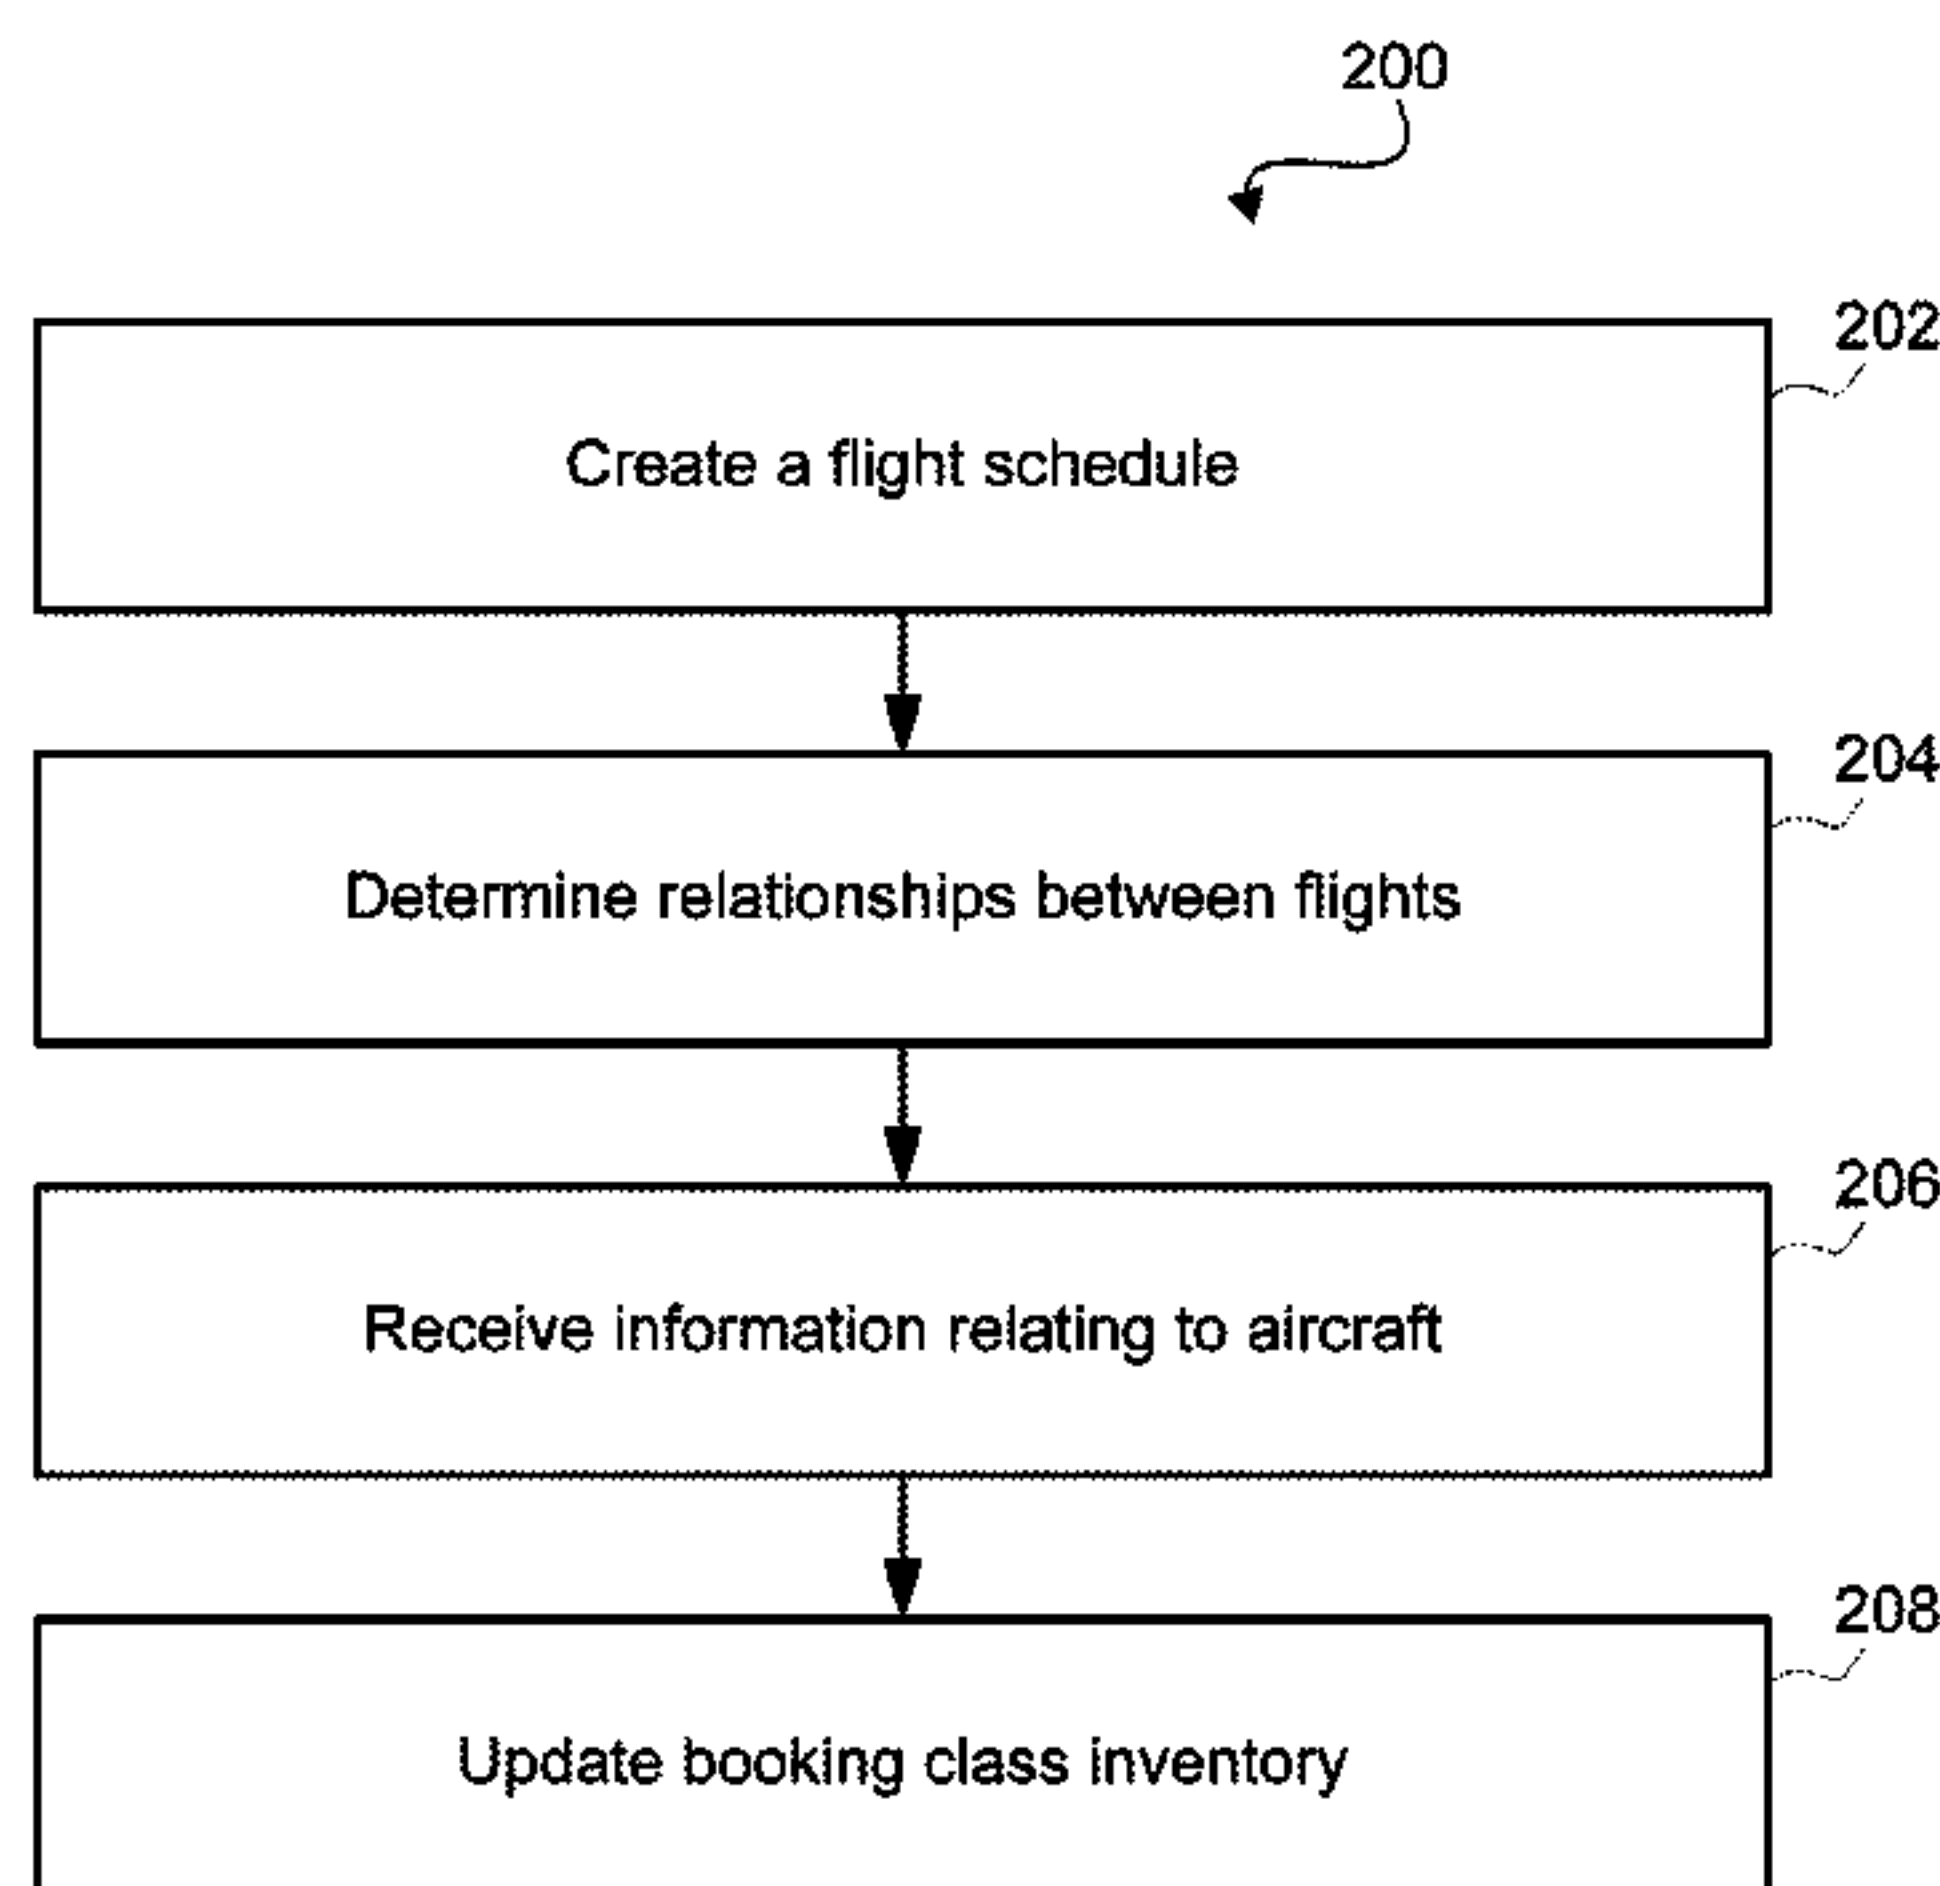 200
202
Create a flight schedule
204
Determine relationships between flights
206
Receive information relating to aircraft
208
Update booking class inventory